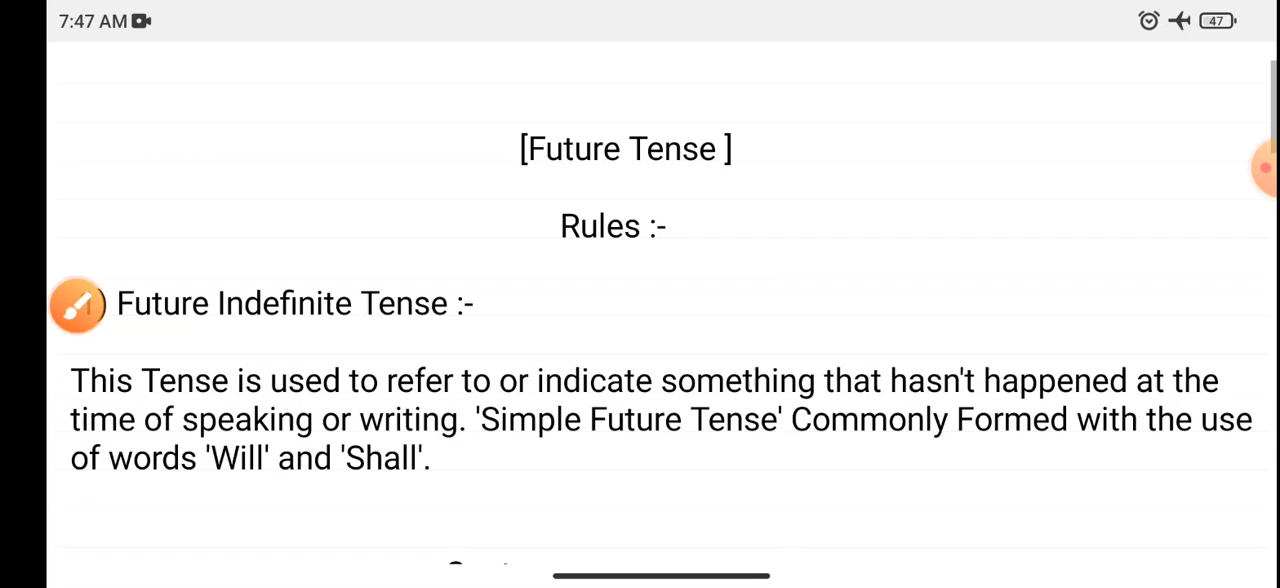 7:47 AM
47
[Future Tense ]
Rules :-
) Future Indefinite Tense :-
This Tense is used to refer to or indicate something that hasn't happened at the
time of speaking or writing. 'Simple Future Tense' Commonly Formed with the use
of words 'Will' and 'Shall'.